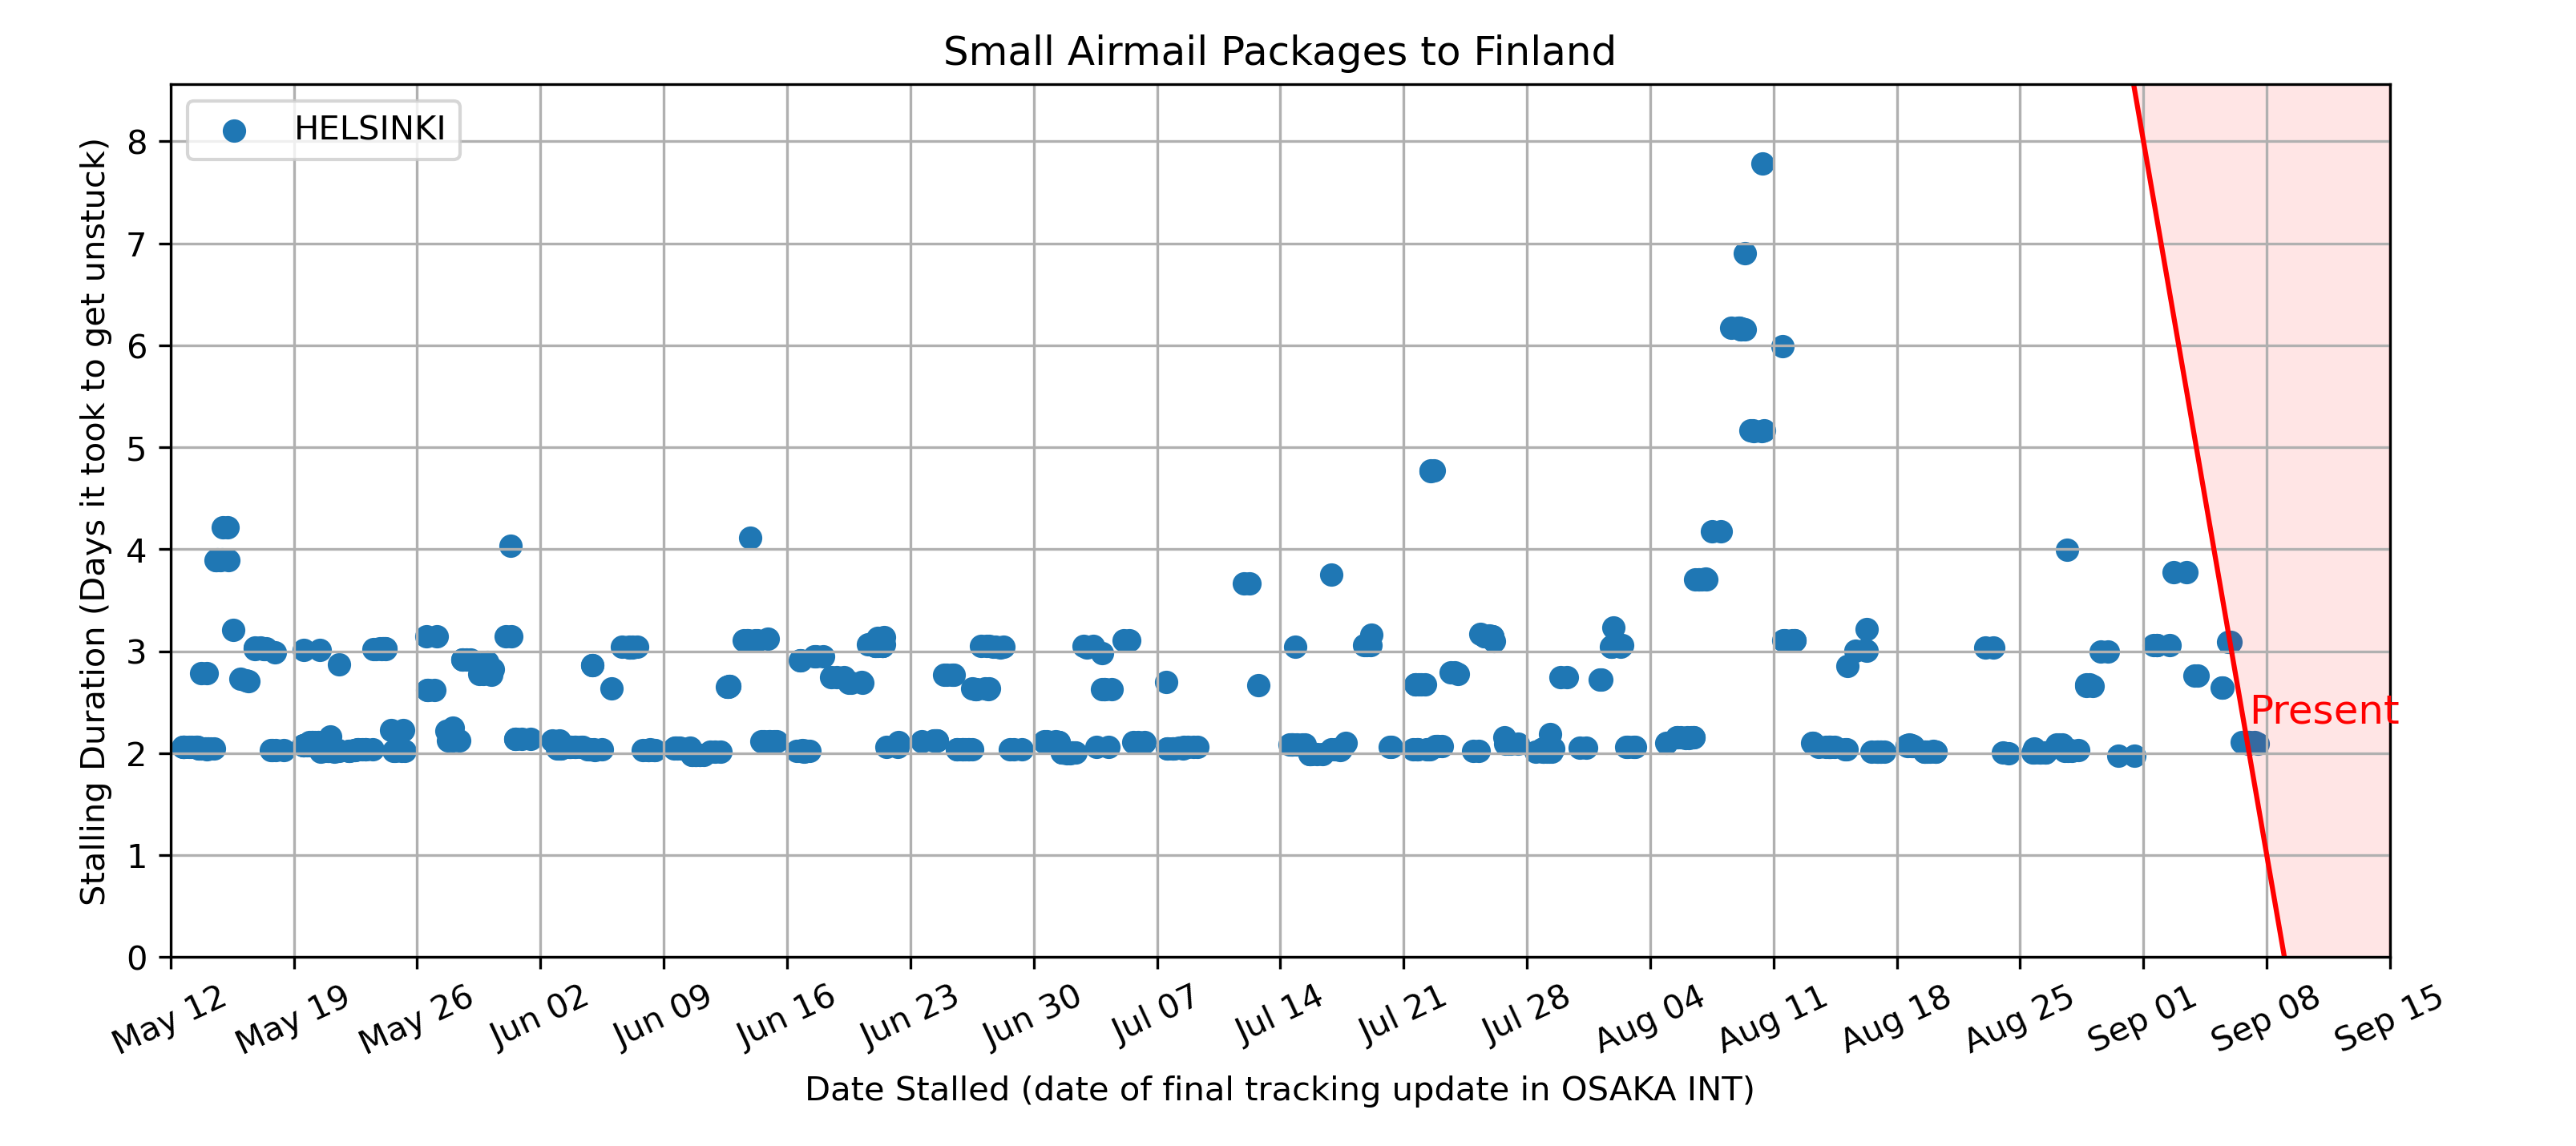 Small Airmail Packages to Finland
HELSINKI
Stalling Duration (Days it took to get unstuck)
8
7
6
5
4
3
2
1
0
Present
May 12
May 19
May 26
Jun 02
Jun 09
Jun 16
Jun 23
Jun 30
Jul 07
Jul 14
Jul 21
Jul 28
Aug 04
Aug 11
Aug 18
Aug 25
Sep 01
Sep 08
Sep 15
Date Stalled (date of final tracking update in OSAKA INT)